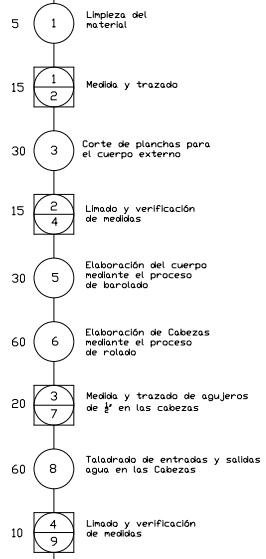 5
1
Limpieza del
material
15
1
2
Medida y trazado
30
3
Corte de planchas para
el cuerpo externo
15
2
4
Limado y verificación
de medidas
30
5
Elaboración del cuerpo
mediante el proceso
de barolado
60
6
Elaboración de Cabezas
mediante el proceso
de rolado
20
3
7
Medida y trazado de agujeros
de ½" en las cabezas
60
8
Taladrado de entradas y salidas
agua en las Cabezas
10
4
9
Limado y verificación
de medidas